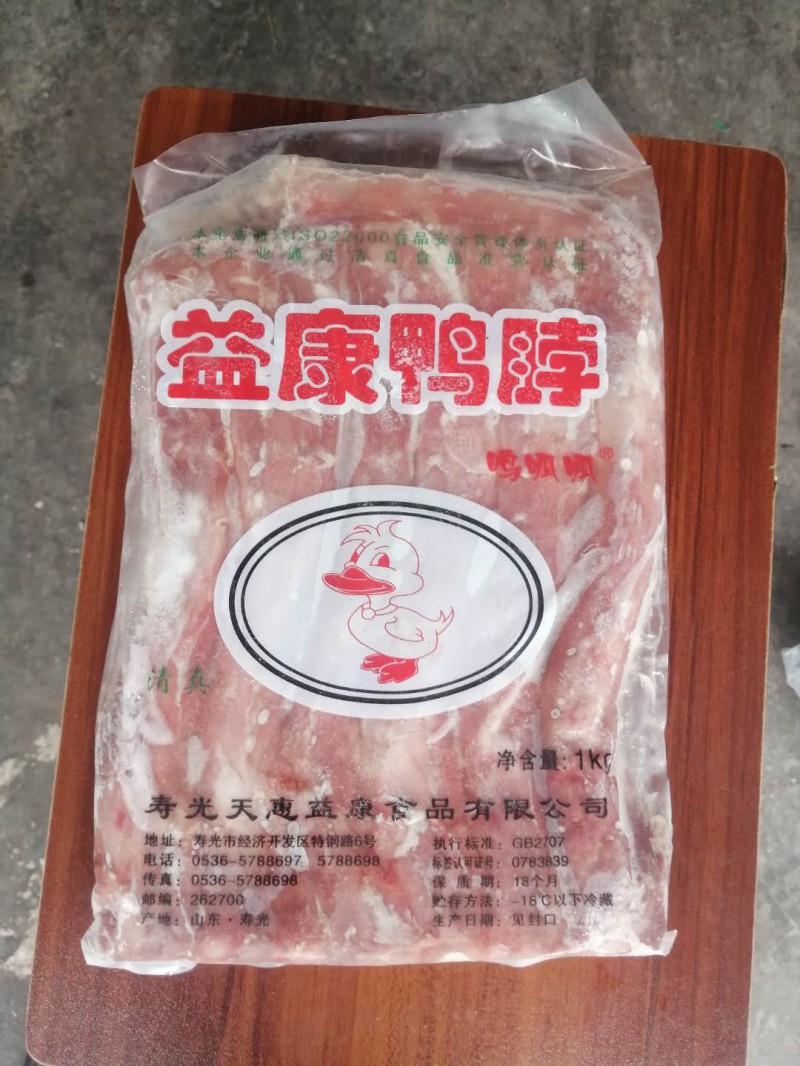 本企业通过ISO22000食品安全管理体系认证
本企业通过清真食品准营认证
益康鸭脖
鸣呱呱®
清真
净含量:1kg
寿光天惠益康食品有限公司
地址:寿光市经济开发区特钢路6号
电话:0536-5788697 5788698
传真:0536-5788698
邮编:262700
产地:山东·寿光
执行标准:GB2707
标签认可证号:0783839
保质期:18个月
贮存方法:-18℃以下冷藏
生产日期:见封口